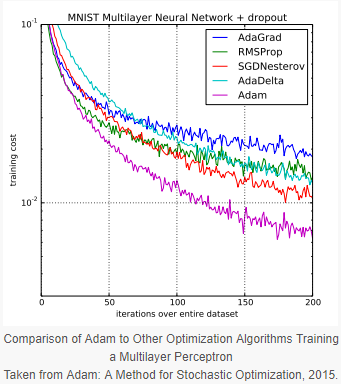 MNIST Multilayer Neural Network + dropout
10⁻¹
AdaGrad
RMSProp
SGDNesterov
AdaDelta
Adam
training cost
10⁻²
0 50 100 150 200
iterations over entire dataset
Comparison of Adam to Other Optimization Algorithms Training
a Multilayer Perceptron
Taken from Adam: A Method for Stochastic Optimization, 2015.